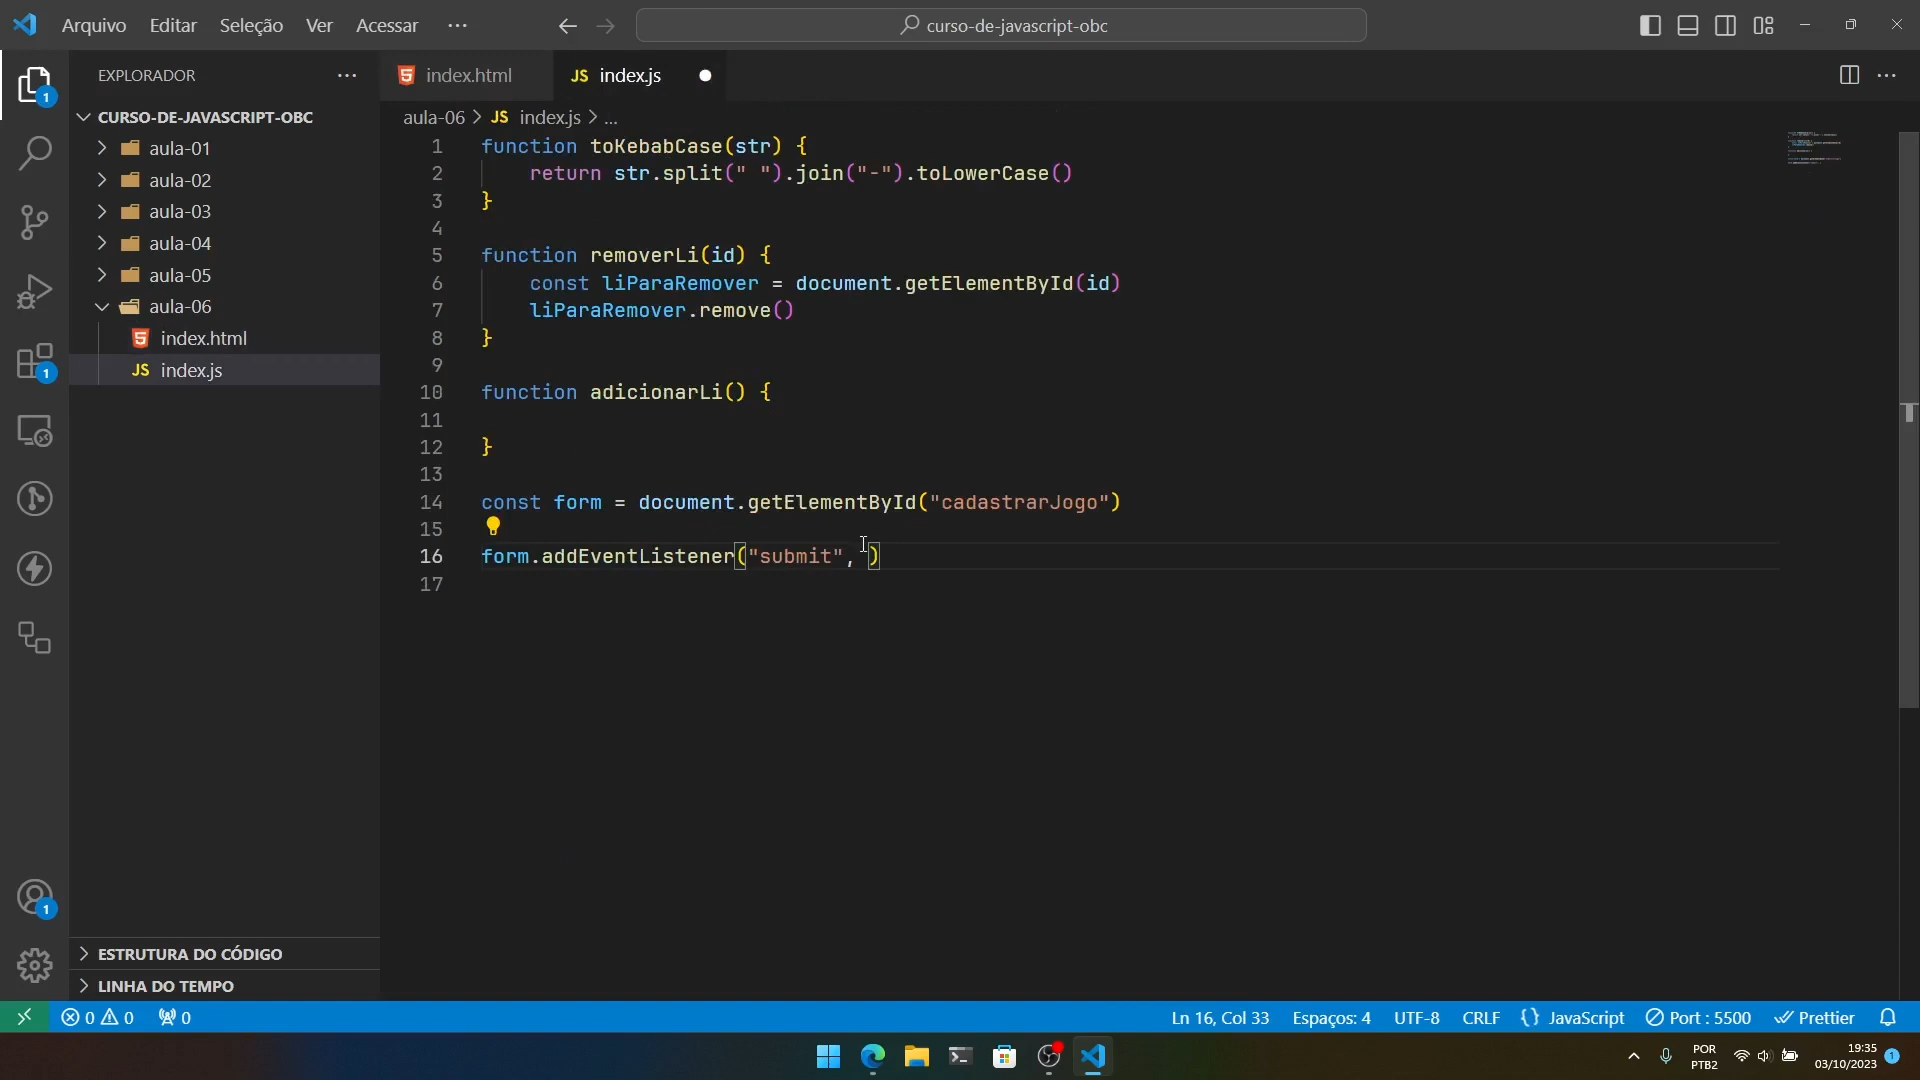 Arquivo Editar Seleção Ver Acessar ···
curso-de-javascript-obc
EXPLORADOR
CURSO-DE-JAVASCRIPT-OBC
aula-01
aula-02
aula-03
aula-04
aula-05
aula-06
index.html
JS index.js
ESTRUTURA DO CÓDIGO
LINHA DO TEMPO
1
1
1
index.html
JS index.js
aula-06 > JS index.js > ...
1 function toKebabCase(str) {
2 return str.split(" ").join("-").toLowerCase()
3 }
4
5 function removerLi(id) {
6 const liParaRemover = document.getElementById(id)
7 liParaRemover.remove()
8 }
9
10 function adicionarLi() {
11
12 }
13
14 const form = document.getElementById("cadastrarJogo")
15
16 form.addEventListener("submit", )
17
0 0 0
Ln 16, Col 33 Espaços: 4 UTF-8 CRLF {} JavaScript Port : 5500 Prettier
POR
PTB2
19:35
03/10/2023
1